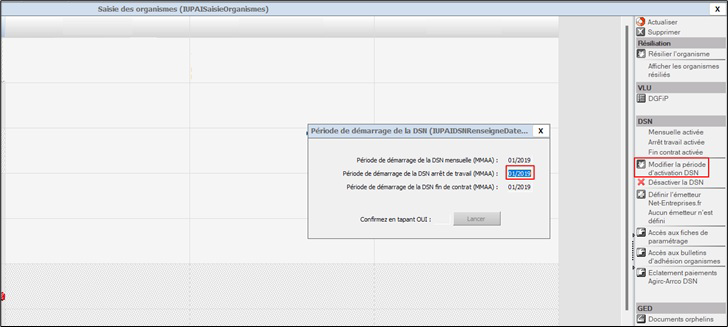 Saisie des organismes (IUPAISaisieOrganismes)
X
Actualiser
Supprimer
Résiliation
Résilier l'organisme
Afficher les organismes
résiliés
VLU
DGFiP
DSN
Mensuelle activée
Arrêt travail activée
Fin contrat activée
Modifier la période
d'activation DSN
Désactiver la DSN
Définir l'émetteur
Net-Entreprises.fr
Aucun émetteur n'est
défini
Accès aux fiches de
paramétrage
Accès aux bulletins
d'adhésion organismes
Eclatement paiements
Agirc-Arrco DSN
GED
Documents orphelins
Période de démarrage de la DSN (IUPAIDSNRenseigneDate...
X
Période de démarrage de la DSN mensuelle (MMAA) : 01/2019
Période de démarrage de la DSN arrêt de travail (MMAA) : 01/2019
Période de démarrage de la DSN fin de contrat (MMAA) : 01/2019
Confirmez en tapant OUI : Lancer